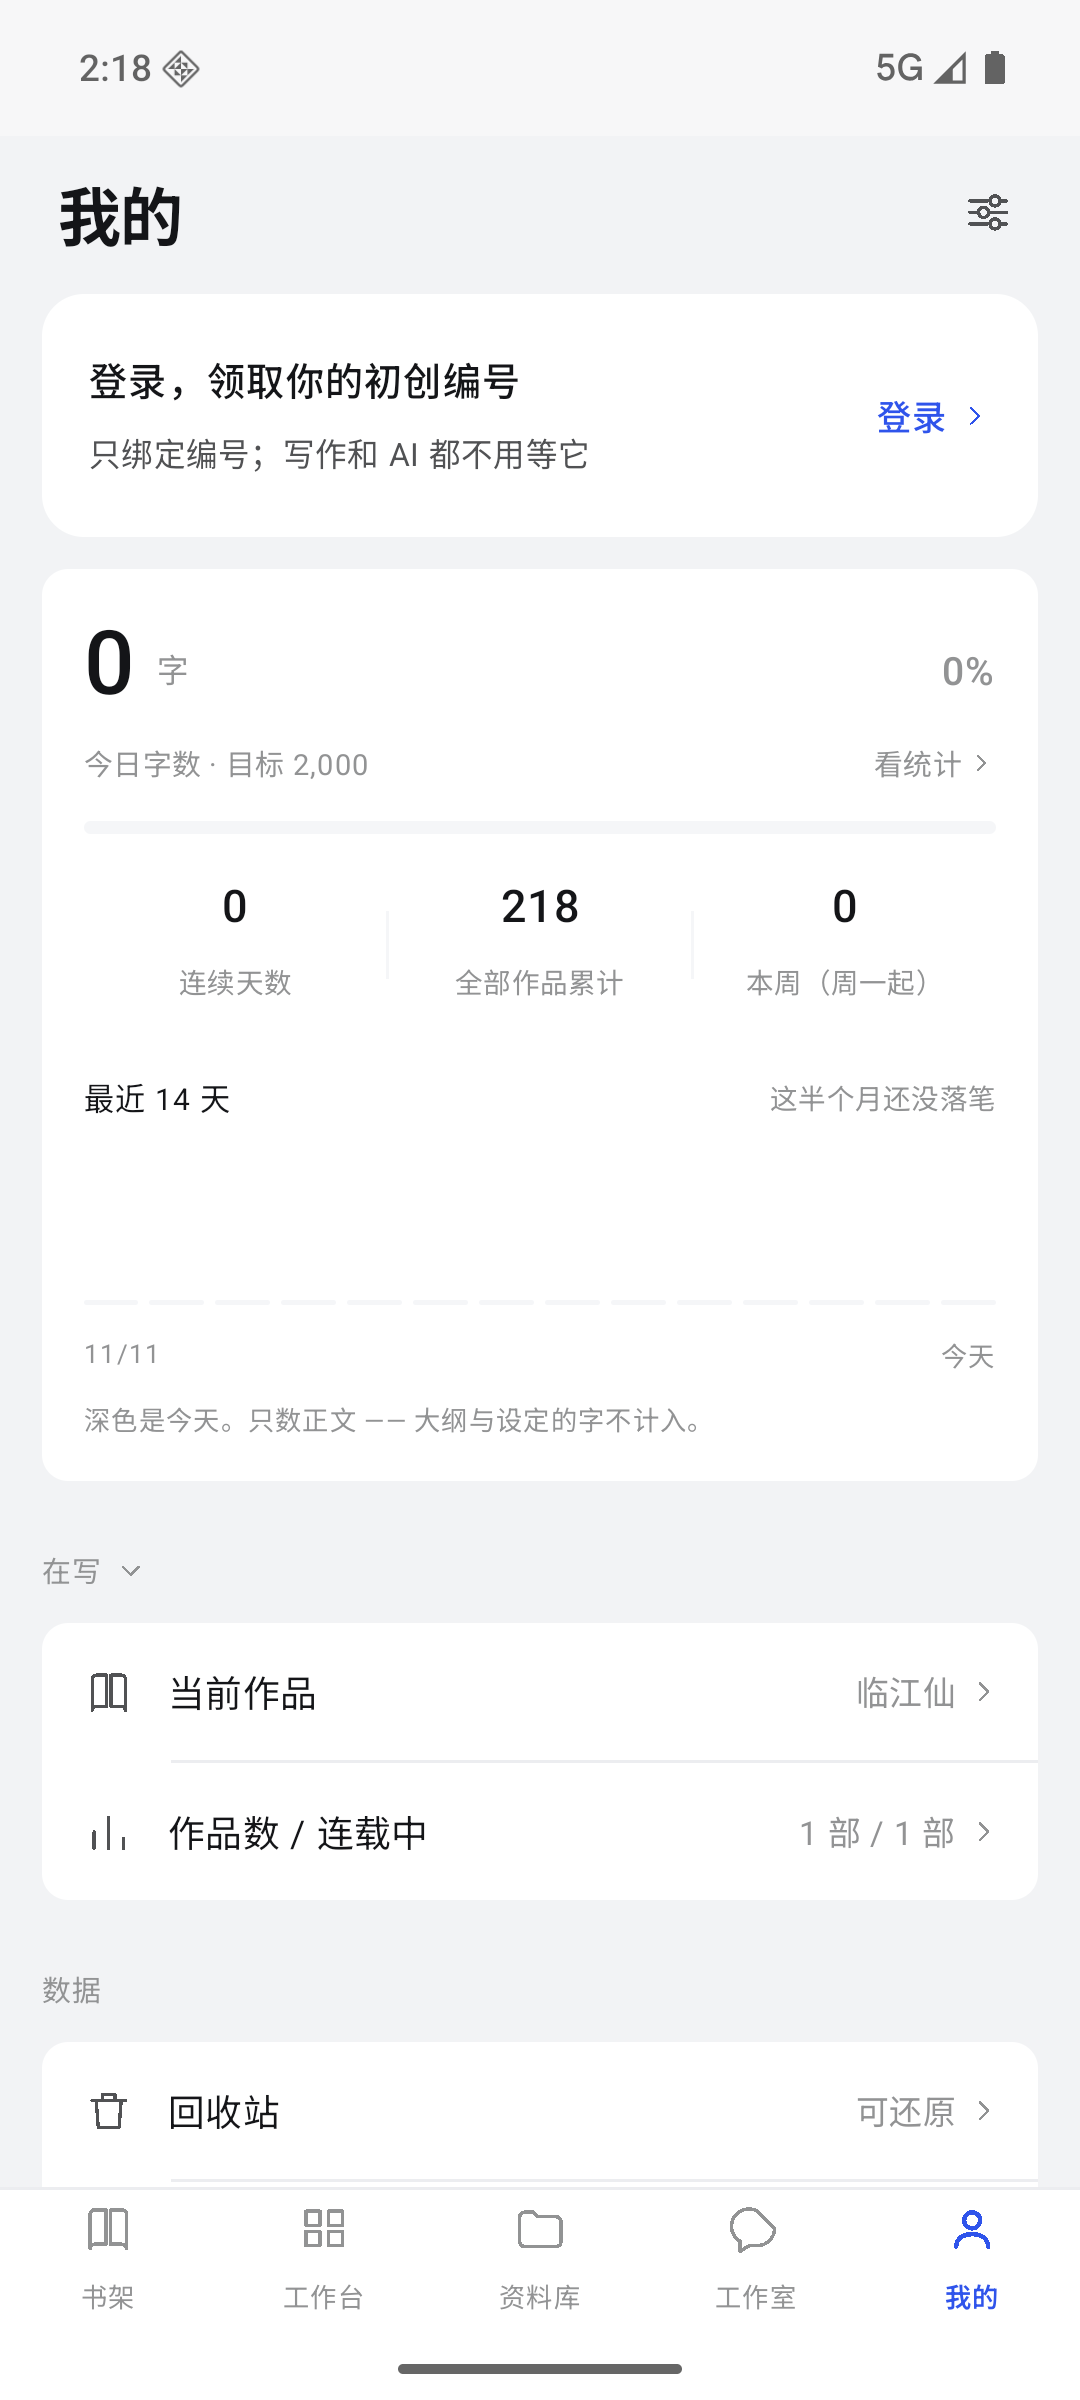 2:18
5G
我的
登录，领取你的初创编号
只绑定编号；写作和 AI 都不用等它
登录
0 字
0%
今日字数 · 目标 2,000
看统计
0
218
0
连续天数
全部作品累计
本周（周一起）
最近 14 天
这半个月还没落笔
11/11
今天
深色是今天。只数正文 —— 大纲与设定的字不计入。
在写
当前作品
临江仙
作品数 / 连载中
1 部 / 1 部
数据
回收站
可还原
书架
工作台
资料库
工作室
我的